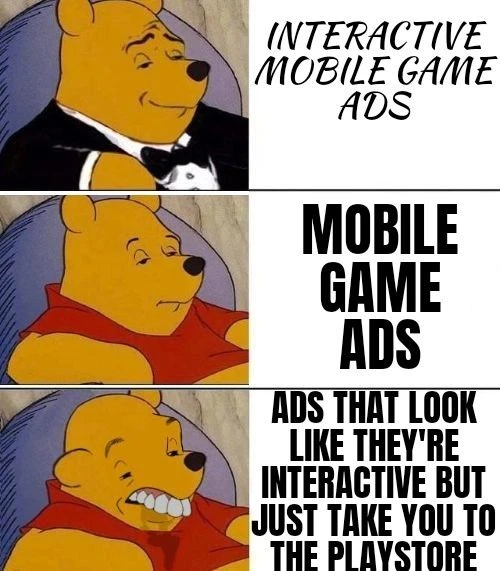 INTERACTIVE
MOBILE GAME
ADS
MOBILE
GAME
ADS
ADS THAT LOOK
LIKE THEY'RE
INTERACTIVE BUT
JUST TAKE YOU TO
THE PLAYSTORE